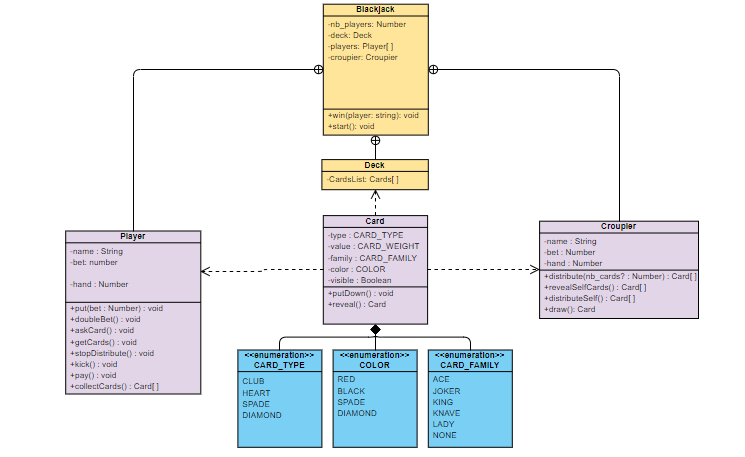 Blackjack
-nb_players: Number
-deck: Deck
-players: Player[ ]
-croupier: Croupier
+win(player: string): void
+start(): void
Deck
-CardsList: Cards[ ]
Player
-name : String
-bet: number
-hand : Number
+put(bet : Number) : void
+doubleBet() : void
+askCard() : void
+getCards() : void
+stopDistribute() : void
+kick() : void
+pay() : void
+collectCards() : Card[ ]
Card
-type : CARD_TYPE
-value : CARD_WEIGHT
-family : CARD_FAMILY
-color : COLOR
-visible : Boolean
+putDown() : void
+reveal() : Card
Croupier
-name : String
-bet : Number
-hand : Number
+distribute(nb_cards? : Number) : Card[ ]
+revealSelfCards() : Card[ ]
+distributeSelf() : Card[ ]
+draw(): Card
<<enumeration>>
CARD_TYPE
CLUB
HEART
SPADE
DIAMOND
<<enumeration>>
COLOR
RED
BLACK
SPADE
DIAMOND
<<enumeration>>
CARD_FAMILY
ACE
JOKER
KING
KNAVE
LADY
NONE